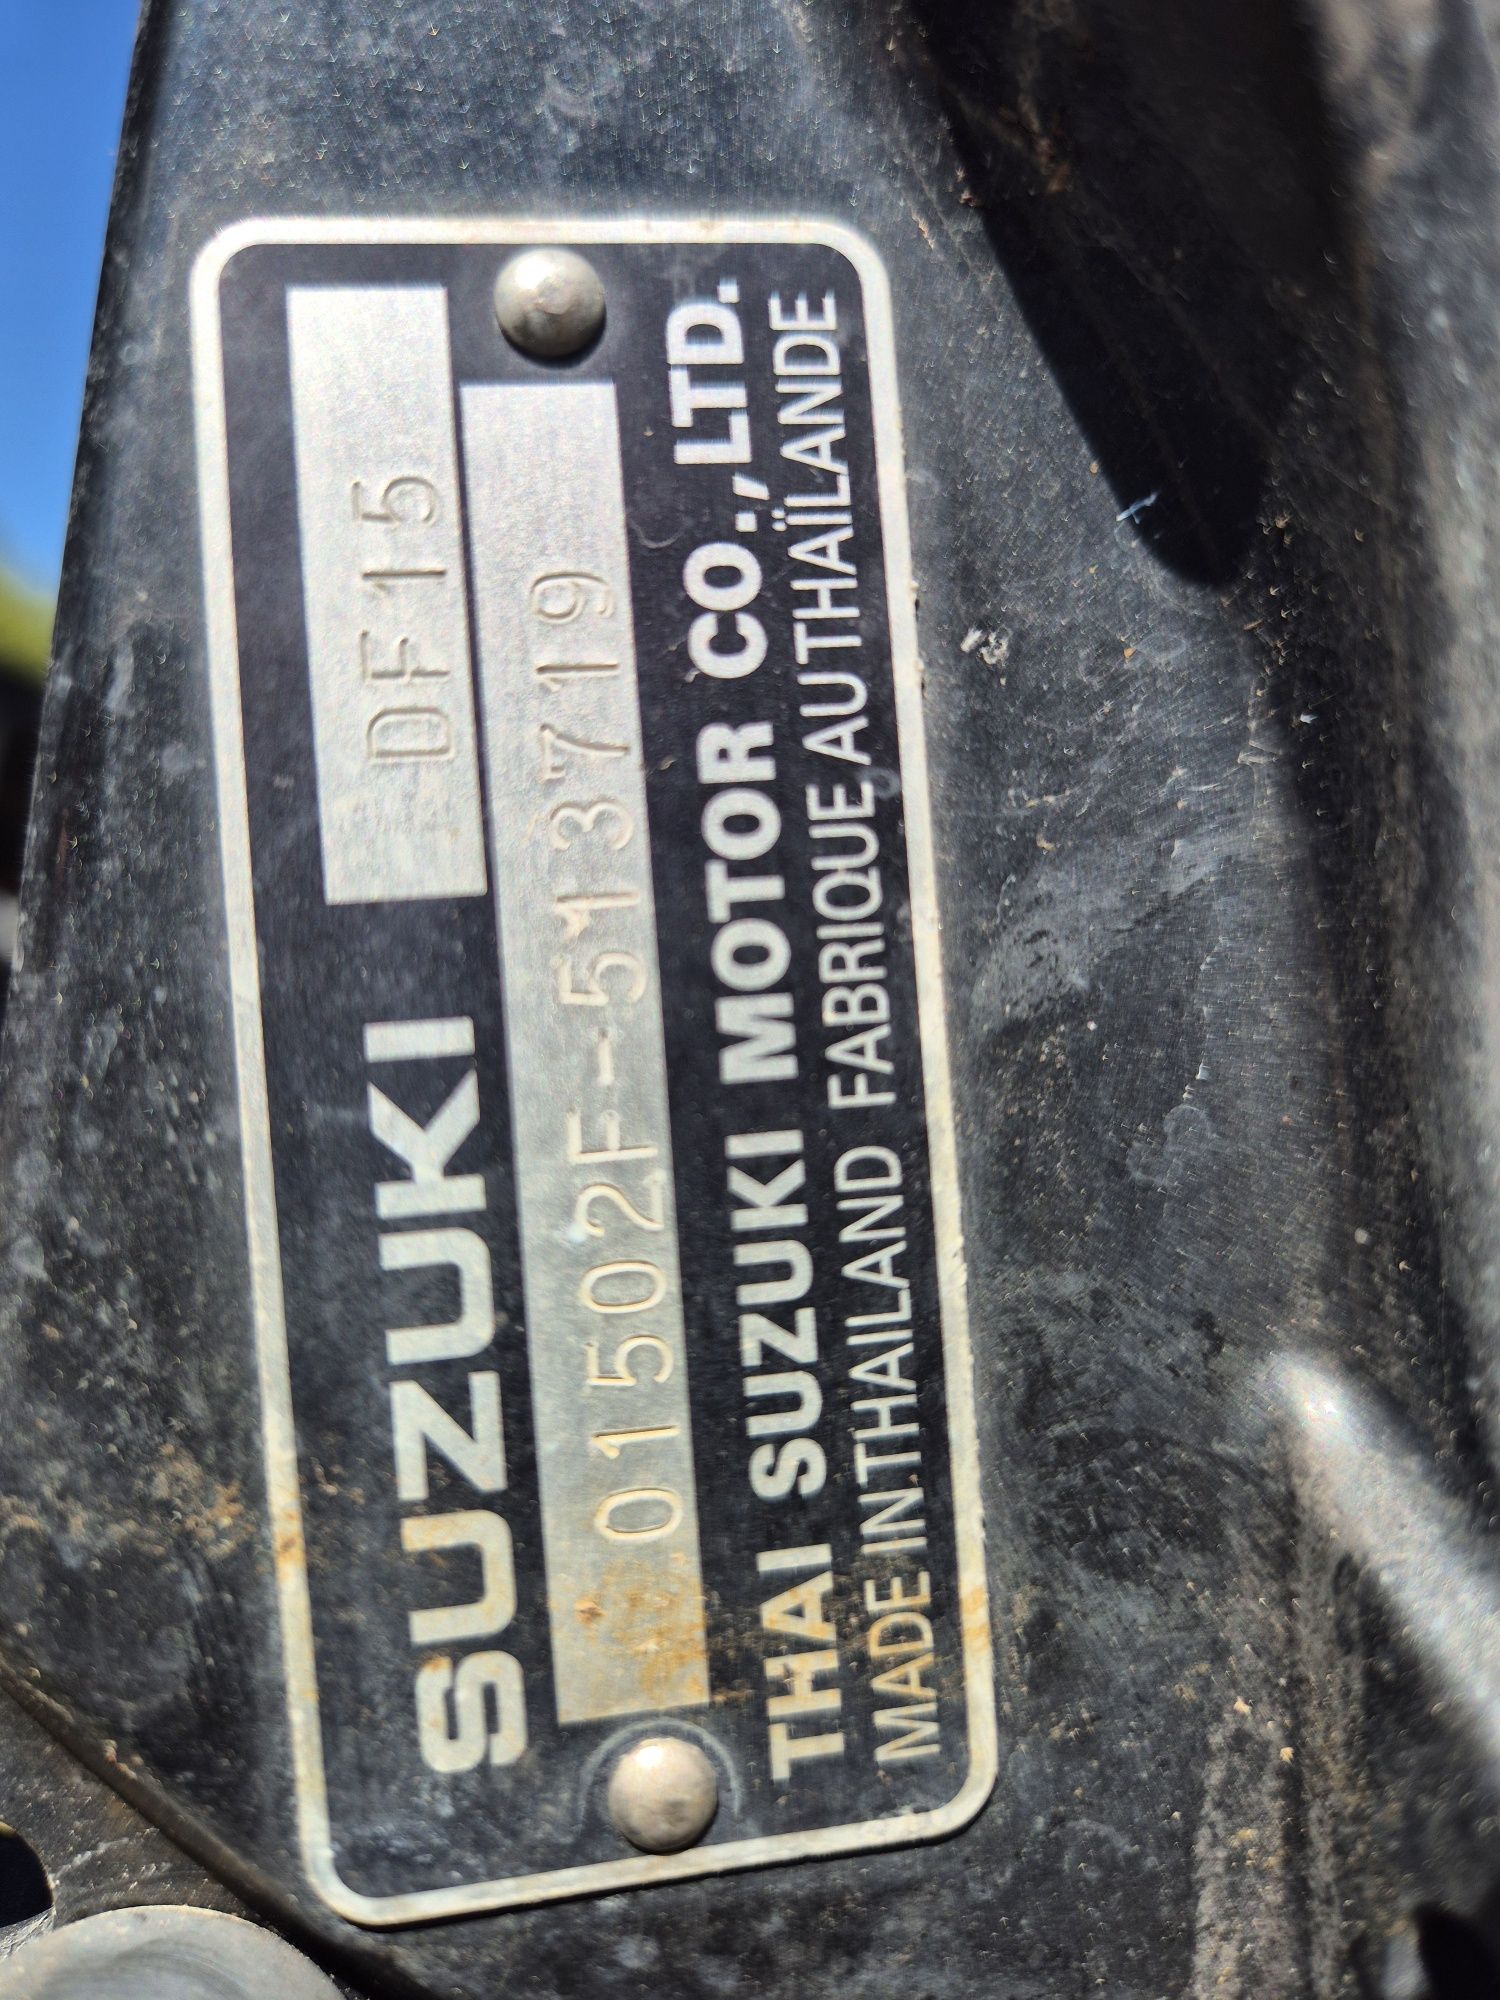 SUZUKI DF15
01502F-513719
THAI SUZUKI MOTOR CO.,LTD.
MADE IN THAILAND FABRIQUE AU THAÏLANDE